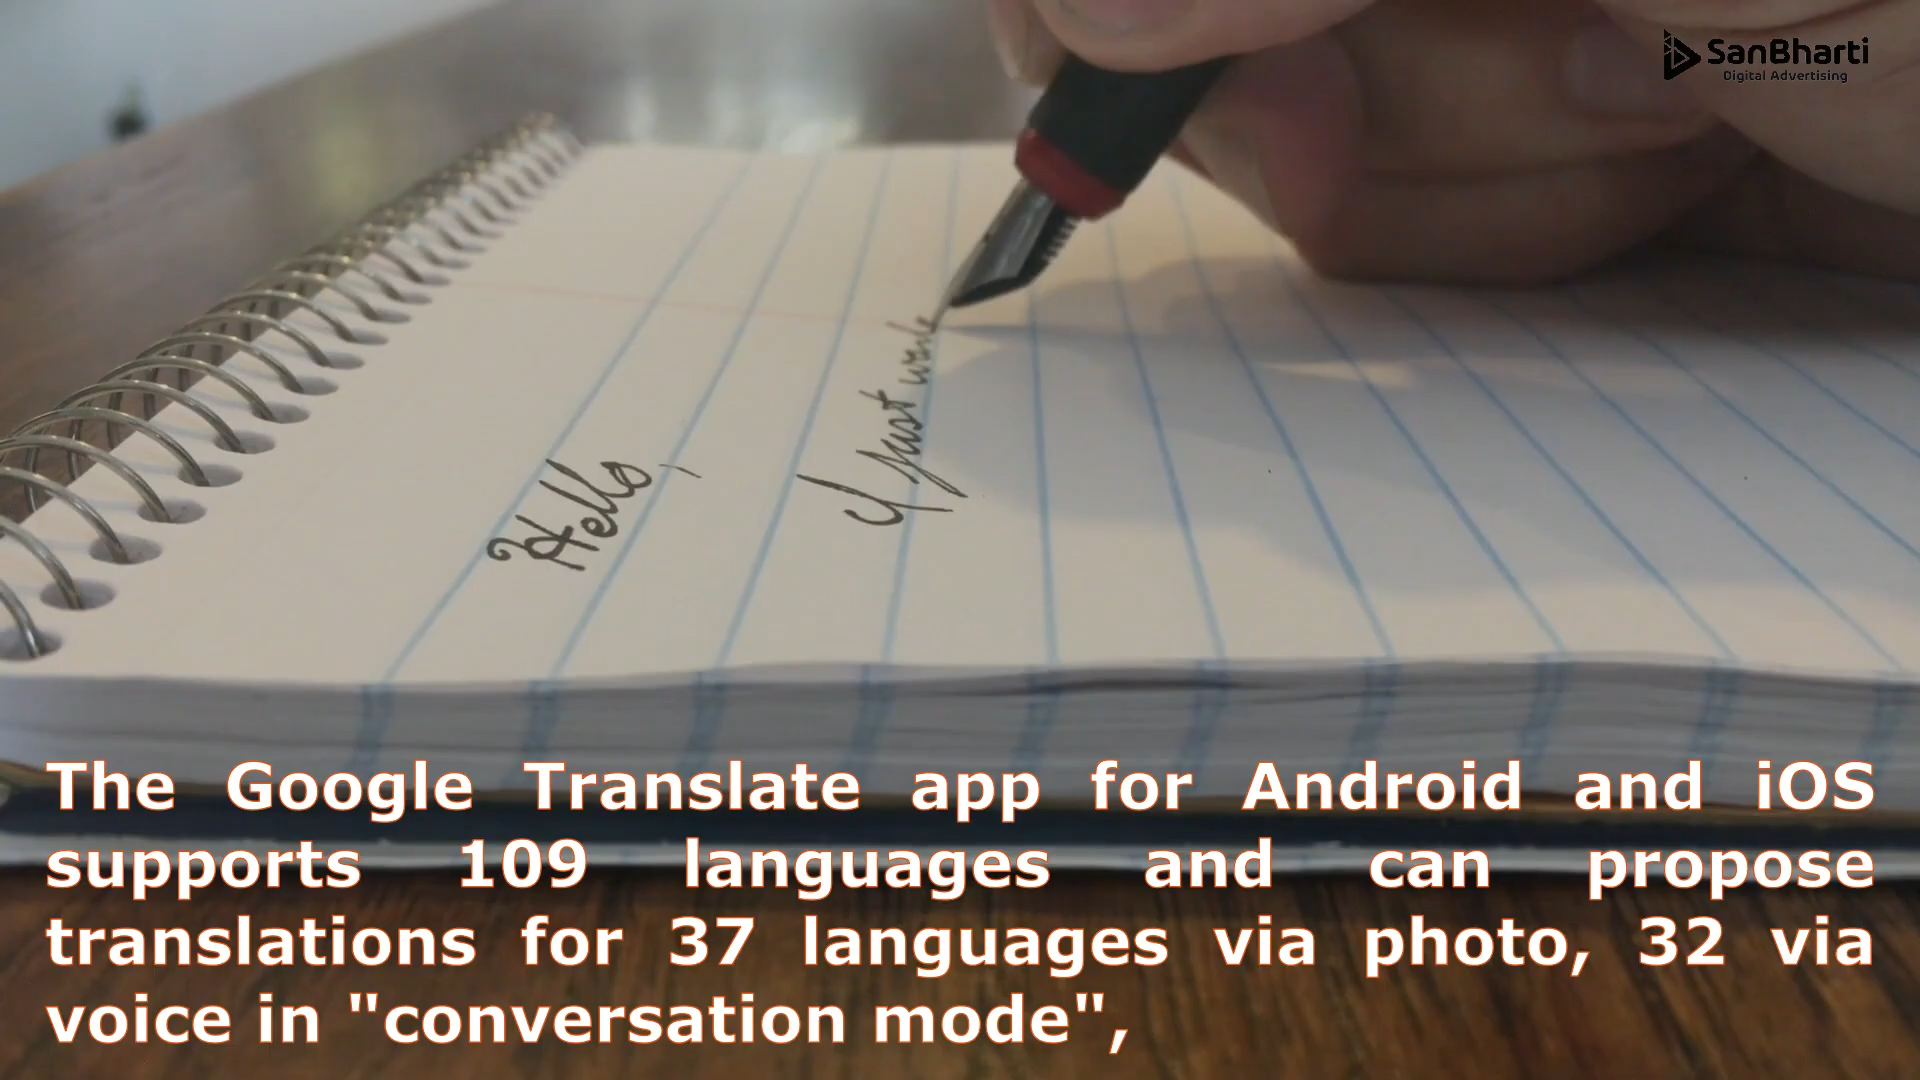 SanBharti
Digital Advertising
Hello,
I just w
The Google Translate app for Android and iOS
supports 109 languages and can propose
translations for 37 languages via photo, 32 via
voice in "conversation mode",